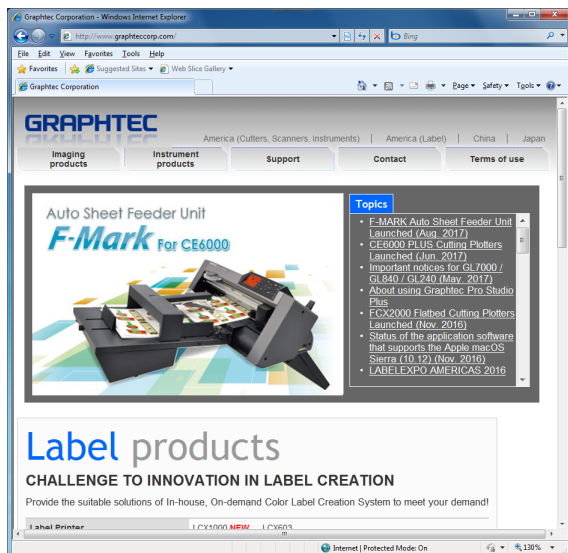 Graphtec Corporation - Windows Internet Explorer
http://www.graphteccorp.com/
Bing
File Edit View Favorites Tools Help
Favorites Suggested Sites Web Slice Gallery
Graphtec Corporation
Page Safety Tools
GRAPHTEC
America (Cutters, Scanners, Instruments) | America (Label) | China | Japan
Imaging products
Instrument products
Support
Contact
Terms of use
Auto Sheet Feeder Unit
F-Mark For CE6000
Topics
• F-MARK Auto Sheet Feeder Unit
Launched (Aug. 2017)
• CE6000 PLUS Cutting Plotters
Launched (Jun. 2017)
• Important notices for GL7000 /
GL840 / GL240 (May. 2017)
• About using Graphtec Pro Studio
Plus
• FCX2000 Flatbed Cutting Plotters
Launched (Nov. 2016)
• Status of the application software
that supports the Apple macOS
Sierra (10.12) (Nov. 2016)
• LABELEXPO AMERICAS 2016
Label products
CHALLENGE TO INNOVATION IN LABEL CREATION
Provide the suitable solutions of In-house, On-demand Color Label Creation System to meet your demand!
Label Printer LCX1000 NEW LCX603
Internet | Protected Mode: On
130%